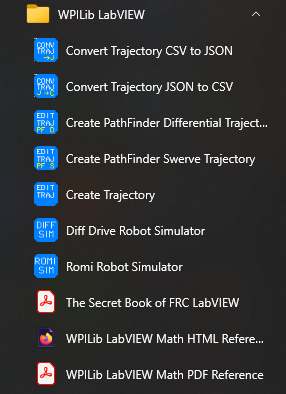 WPILib LabVIEW
CONV TRAJ →J Convert Trajectory CSV to JSON
CONV TRAJ J→C Convert Trajectory JSON to CSV
EDIT TRAJ PF D Create PathFinder Differential Traject...
EDIT TRAJ PF S Create PathFinder Swerve Trajectory
EDIT TRAJ Create Trajectory
DIFF SIM Diff Drive Robot Simulator
ROMI SIM Romi Robot Simulator
The Secret Book of FRC LabVIEW
WPILib LabVIEW Math HTML Refere...
WPILib LabVIEW Math PDF Reference